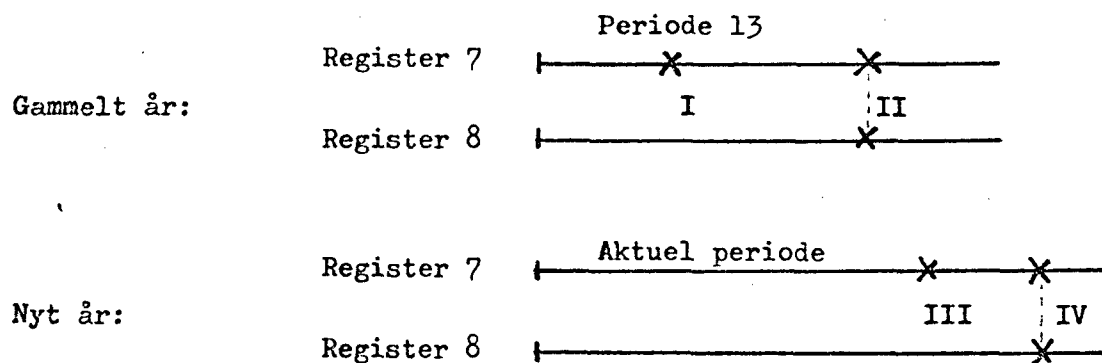 Periode 13
Register 7
Gammelt år:
I II
Register 8
Aktuel periode
Register 7
Nyt år:
III IV
Register 8